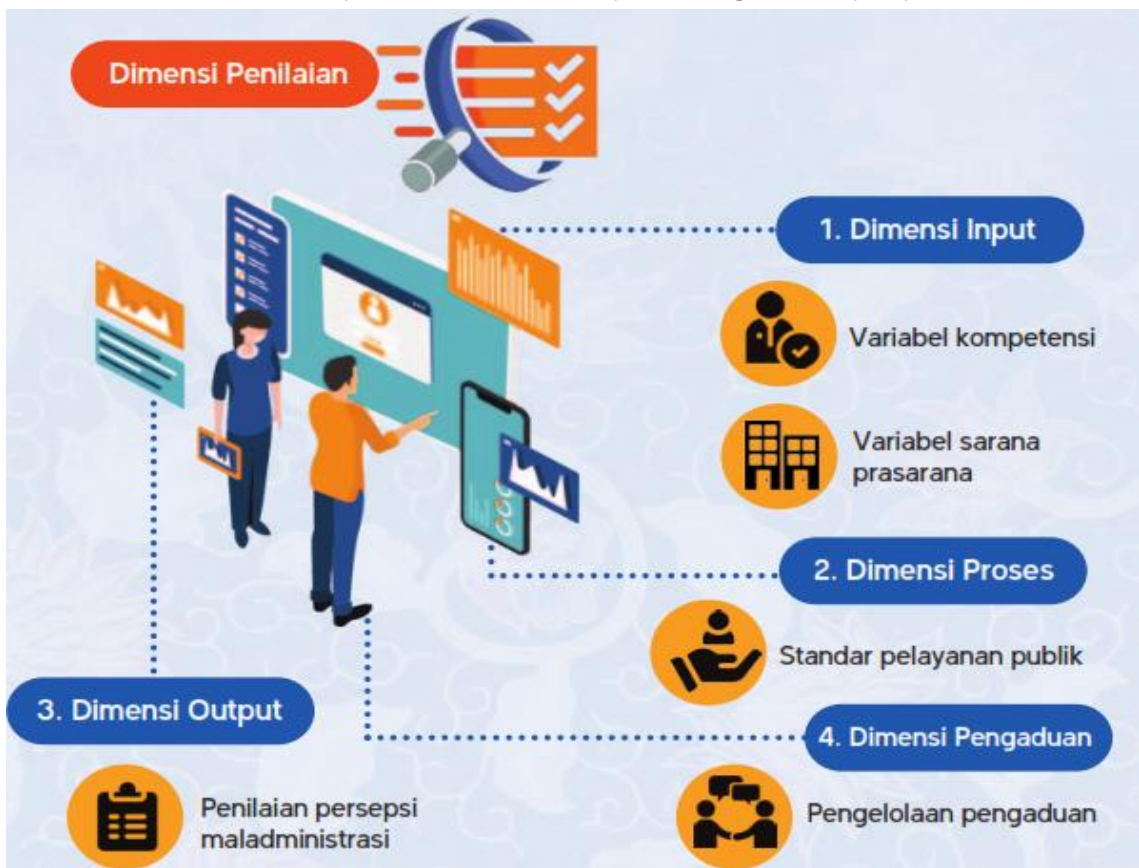 Dimensi Penilaian
1. Dimensi Input
Variabel kompetensi
Variabel sarana
prasarana
2. Dimensi Proses
Standar pelayanan publik
3. Dimensi Output
Penilaian persepsi
maladministrasi
4. Dimensi Pengaduan
Pengelolaan pengaduan